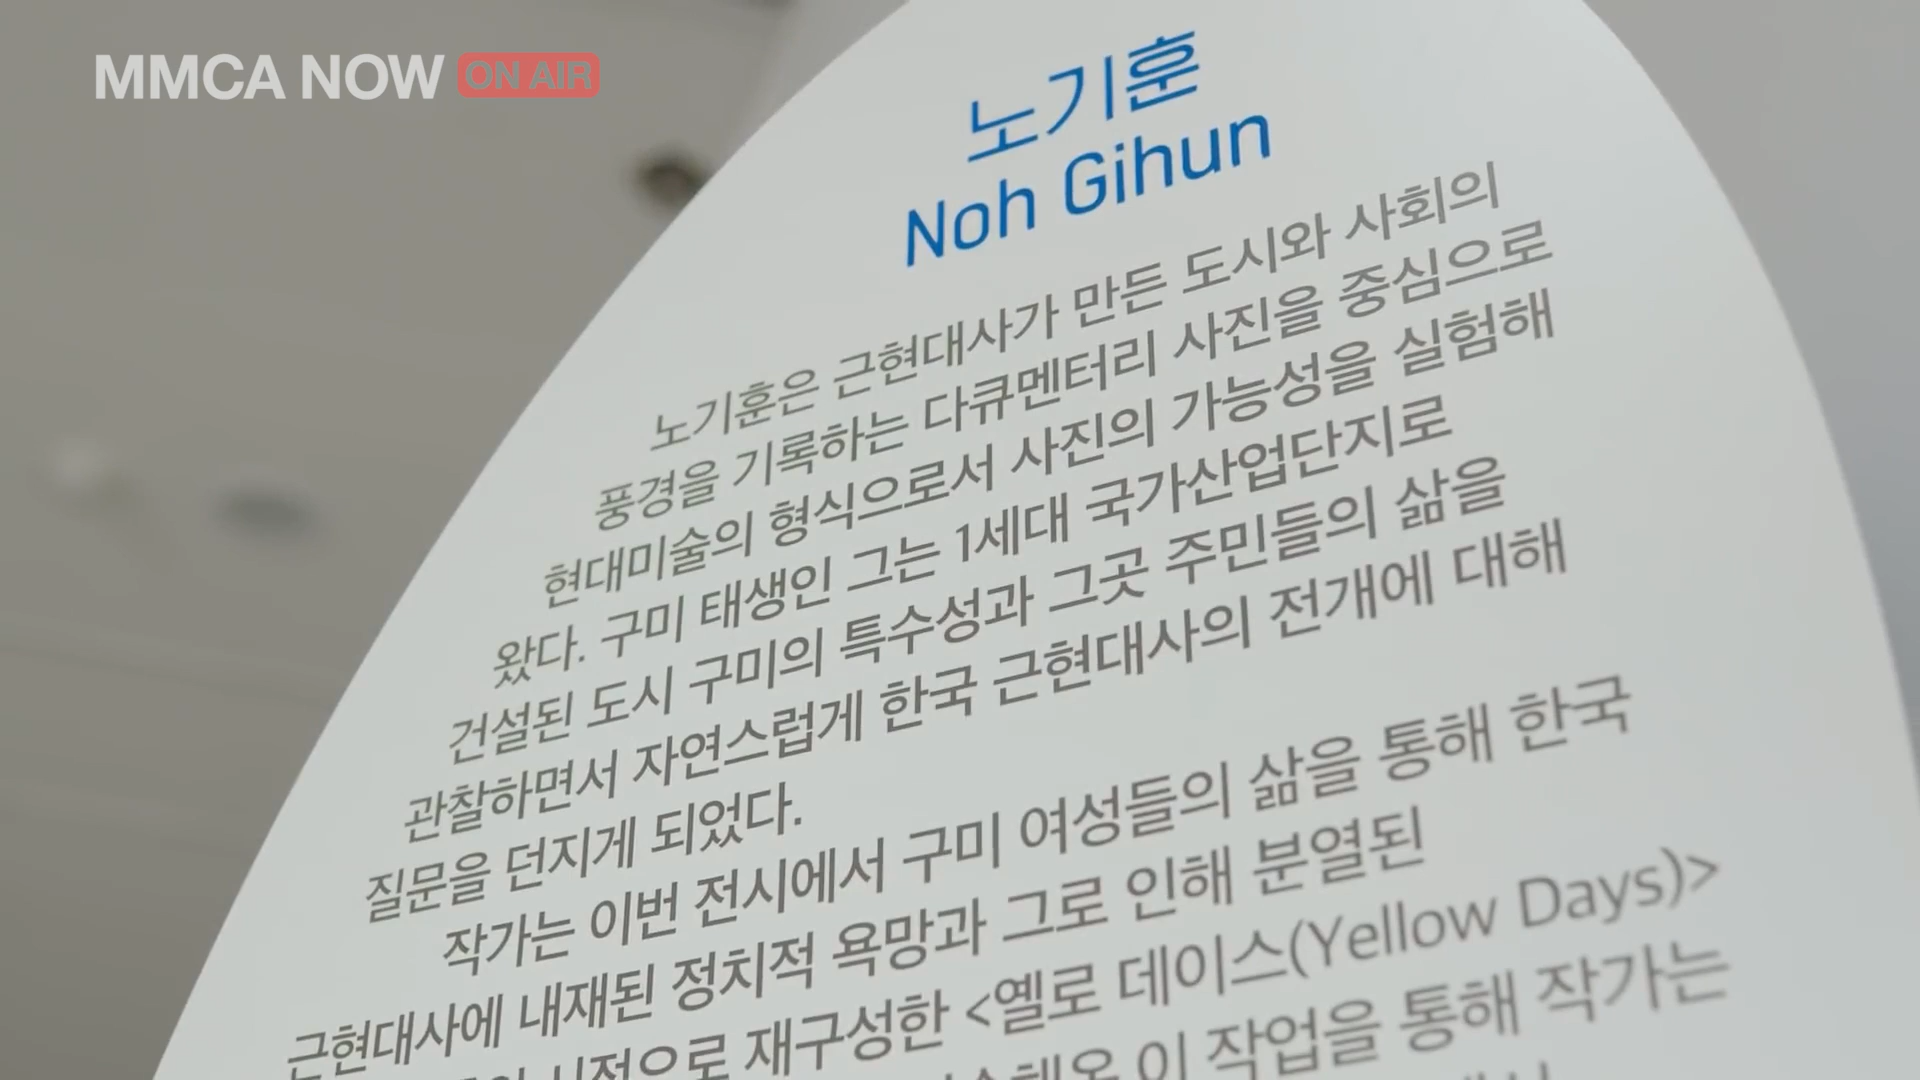 MMCA NOW ON AIR
노기훈
Noh Gihun
노기훈은 근현대사가 만든 도시와 사회의
풍경을 기록하는 다큐멘터리 사진을 중심으로
현대미술의 형식으로서 사진의 가능성을 실험해
왔다. 구미 태생인 그는 1세대 국가산업단지로
건설된 도시 구미의 특수성과 그곳 주민들의 삶을
관찰하면서 자연스럽게 한국 근현대사의 전개에 대해
질문을 던지게 되었다.
작가는 이번 전시에서 구미 여성들의 삶을 통해 한국
근현대사에 내재된 정치적 욕망과 그로 인해 분열된
재구성한 <옐로 데이스(Yellow Days)>
이 작업을 통해 작가는